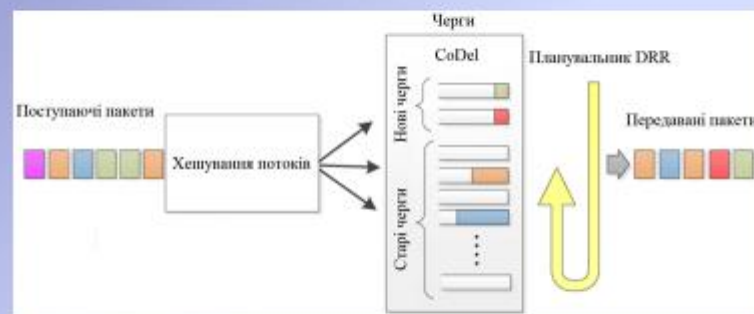 Черги
CoDel
Планувальник DRR
Поступаючі пакети
Нові черги
Передавані пакети
Хешування потоків
Старі черги